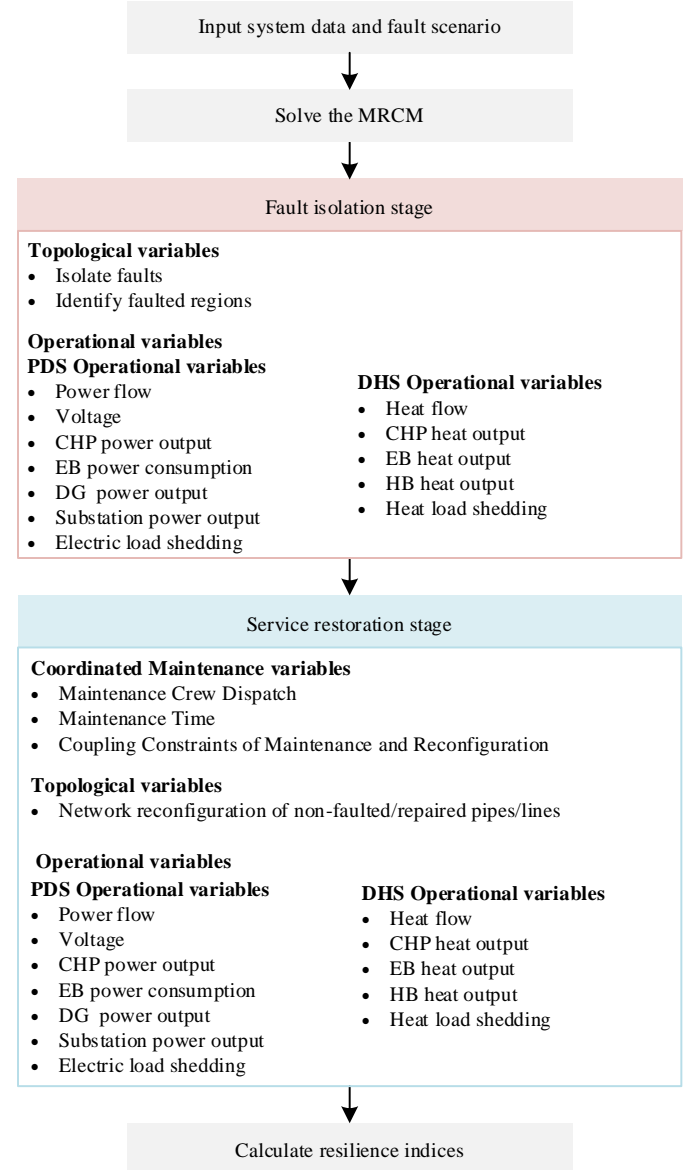 Input system data and fault scenario
Solve the MRCM
Fault isolation stage
Topological variables
• Isolate faults
• Identify faulted regions
Operational variables
PDS Operational variables
• Power flow
• Voltage
• CHP power output
• EB power consumption
• DG power output
• Substation power output
• Electric load shedding
DHS Operational variables
• Heat flow
• CHP heat output
• EB heat output
• HB heat output
• Heat load shedding
Service restoration stage
Coordinated Maintenance variables
• Maintenance Crew Dispatch
• Maintenance Time
• Coupling Constraints of Maintenance and Reconfiguration
Topological variables
• Network reconfiguration of non-faulted/repaired pipes/lines
Operational variables
PDS Operational variables
• Power flow
• Voltage
• CHP power output
• EB power consumption
• DG power output
• Substation power output
• Electric load shedding
DHS Operational variables
• Heat flow
• CHP heat output
• EB heat output
• HB heat output
• Heat load shedding
Calculate resilience indices